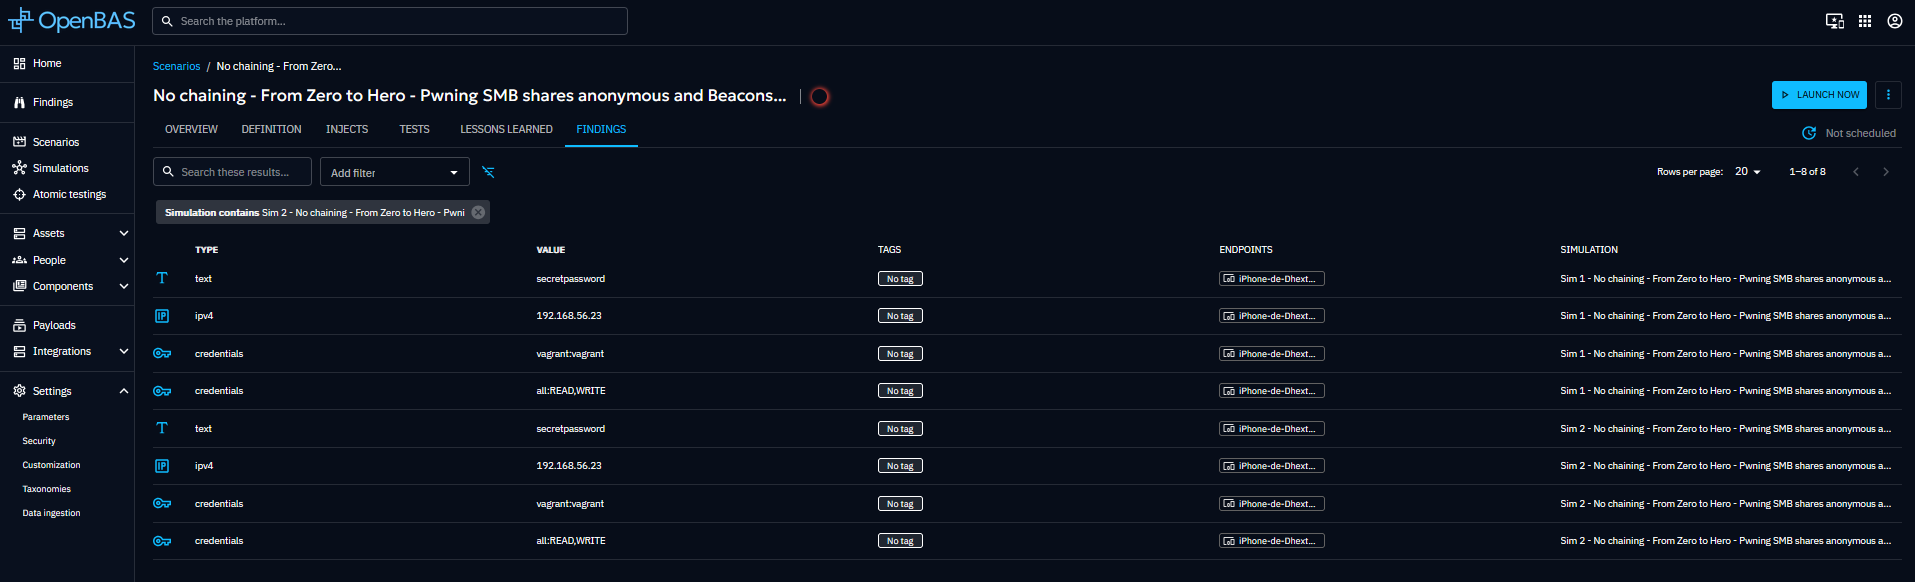 OpenBAS
Search the platform...
Home
Findings
Scenarios
Simulations
Atomic testings
Assets
People
Components
Payloads
Integrations
Settings
Parameters
Security
Customization
Taxonomies
Data ingestion
Scenarios / No chaining - From Zero...
No chaining - From Zero to Hero - Pwning SMB shares anonymous and Beacons...
LAUNCH NOW
OVERVIEW DEFINITION INJECTS TESTS LESSONS LEARNED FINDINGS
Not scheduled
Search these results... Add filter
Rows per page: 20 1–8 of 8
Simulation contains Sim 2 - No chaining - From Zero to Hero - Pwni
TYPE VALUE TAGS ENDPOINTS SIMULATION
text secretpassword No tag iPhone-de-Dhext... Sim 1 - No chaining - From Zero to Hero - Pwning SMB shares anonymous a...
IP ipv4 192.168.56.23 No tag iPhone-de-Dhext... Sim 1 - No chaining - From Zero to Hero - Pwning SMB shares anonymous a...
credentials vagrant:vagrant No tag iPhone-de-Dhext... Sim 1 - No chaining - From Zero to Hero - Pwning SMB shares anonymous a...
credentials all:READ,WRITE No tag iPhone-de-Dhext... Sim 1 - No chaining - From Zero to Hero - Pwning SMB shares anonymous a...
text secretpassword No tag iPhone-de-Dhext... Sim 2 - No chaining - From Zero to Hero - Pwning SMB shares anonymous a...
IP ipv4 192.168.56.23 No tag iPhone-de-Dhext... Sim 2 - No chaining - From Zero to Hero - Pwning SMB shares anonymous a...
credentials vagrant:vagrant No tag iPhone-de-Dhext... Sim 2 - No chaining - From Zero to Hero - Pwning SMB shares anonymous a...
credentials all:READ,WRITE No tag iPhone-de-Dhext... Sim 2 - No chaining - From Zero to Hero - Pwning SMB shares anonymous a...